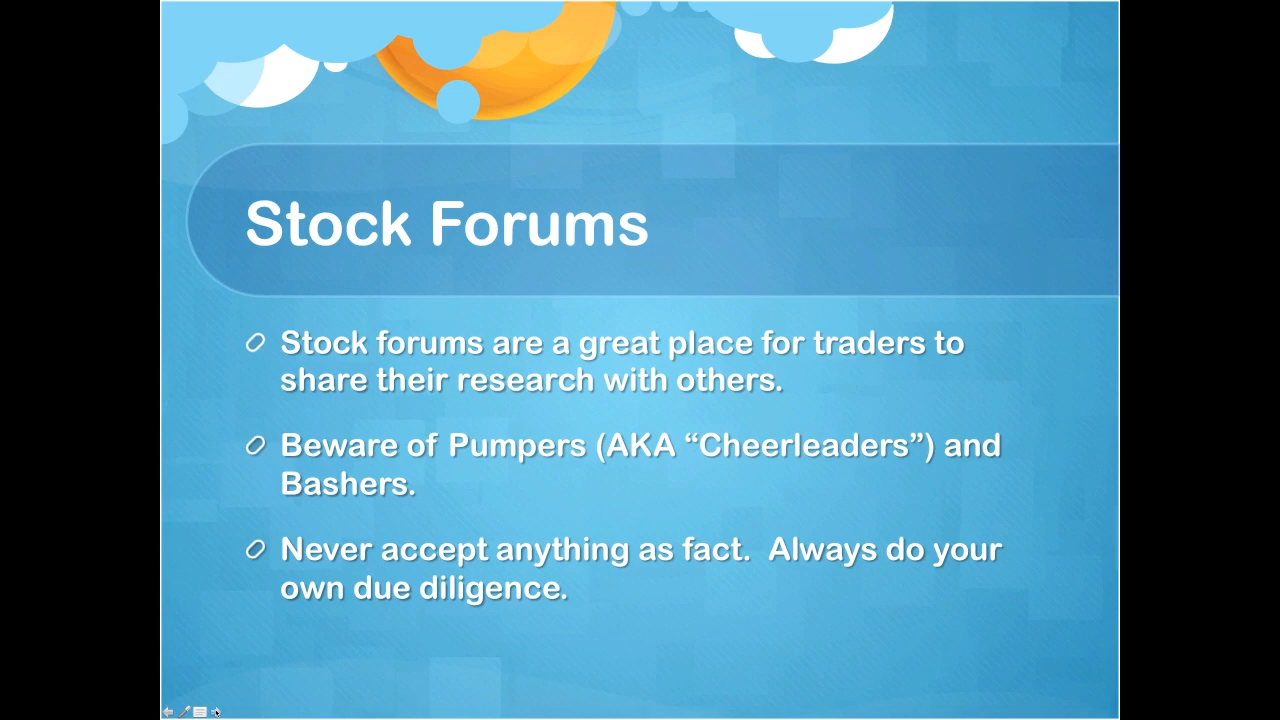 Stock Forums
Stock forums are a great place for traders to
share their research with others.
Beware of Pumpers (AKA “Cheerleaders”) and
Bashers.
Never accept anything as fact.  Always do your
own due diligence.